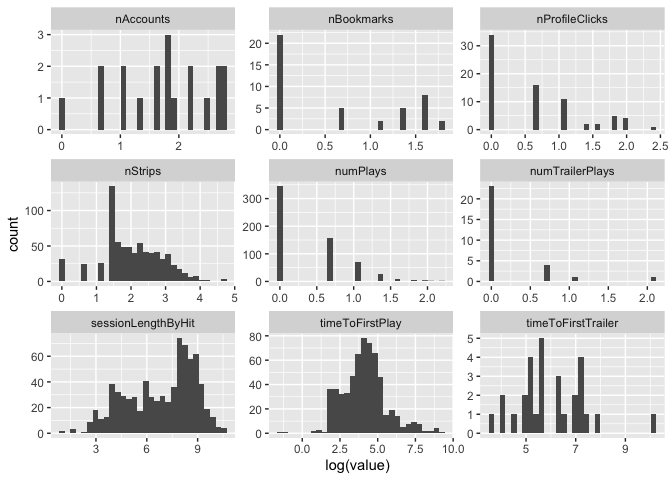 nAccounts nBookmarks nProfileClicks
3
2
1
0
20
15
10
5
0
30
20
10
0
0 1 2
0.0 0.5 1.0 1.5
0.0 0.5 1.0 1.5 2.0 2.5
nStrips numPlays numTrailerPlays
100
50
0
300
200
100
0
20
15
10
5
0
0 1 2 3 4 5
0.0 0.5 1.0 1.5 2.0
0.0 0.5 1.0 1.5 2.0
count
sessionLengthByHit timeToFirstPlay timeToFirstTrailer
60
40
20
0
80
60
40
20
0
5
4
3
2
1
0
3 6 9
0.0 2.5 5.0 7.5 10.0
5 7 9
log(value)